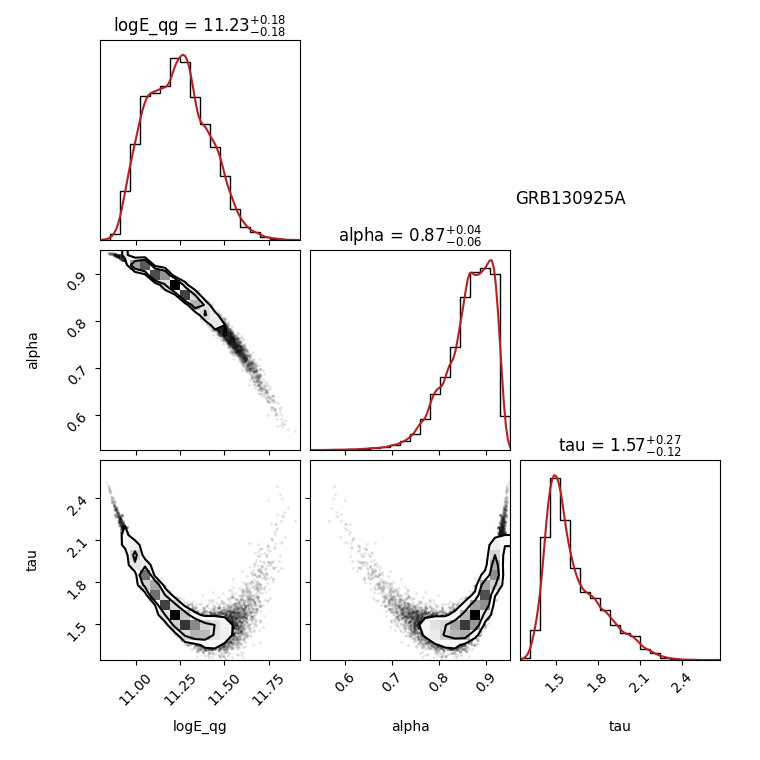 logE_qg = 11.23+0.18−0.18
GRB130925A
alpha = 0.87+0.04−0.06
0.9
0.8
0.7
0.6
alpha
tau = 1.57+0.27−0.12
2.4
2.1
1.8
1.5
tau
11.00 11.25 11.50 11.75
0.6 0.7 0.8 0.9
1.5 1.8 2.1 2.4
logE_qg alpha tau